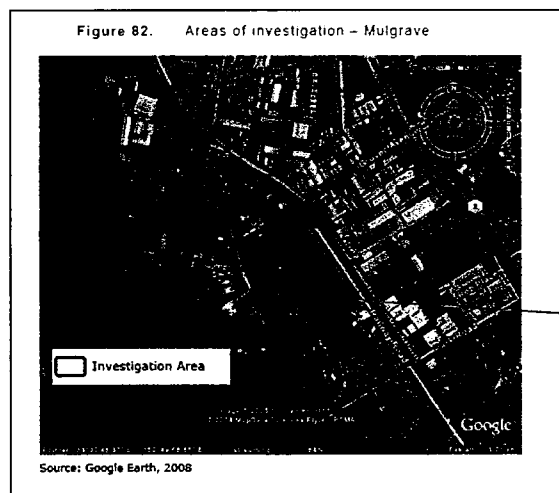 Figure 82. Areas of investigation – Mulgrave
Investigation Area
Google
Source: Google Earth, 2008